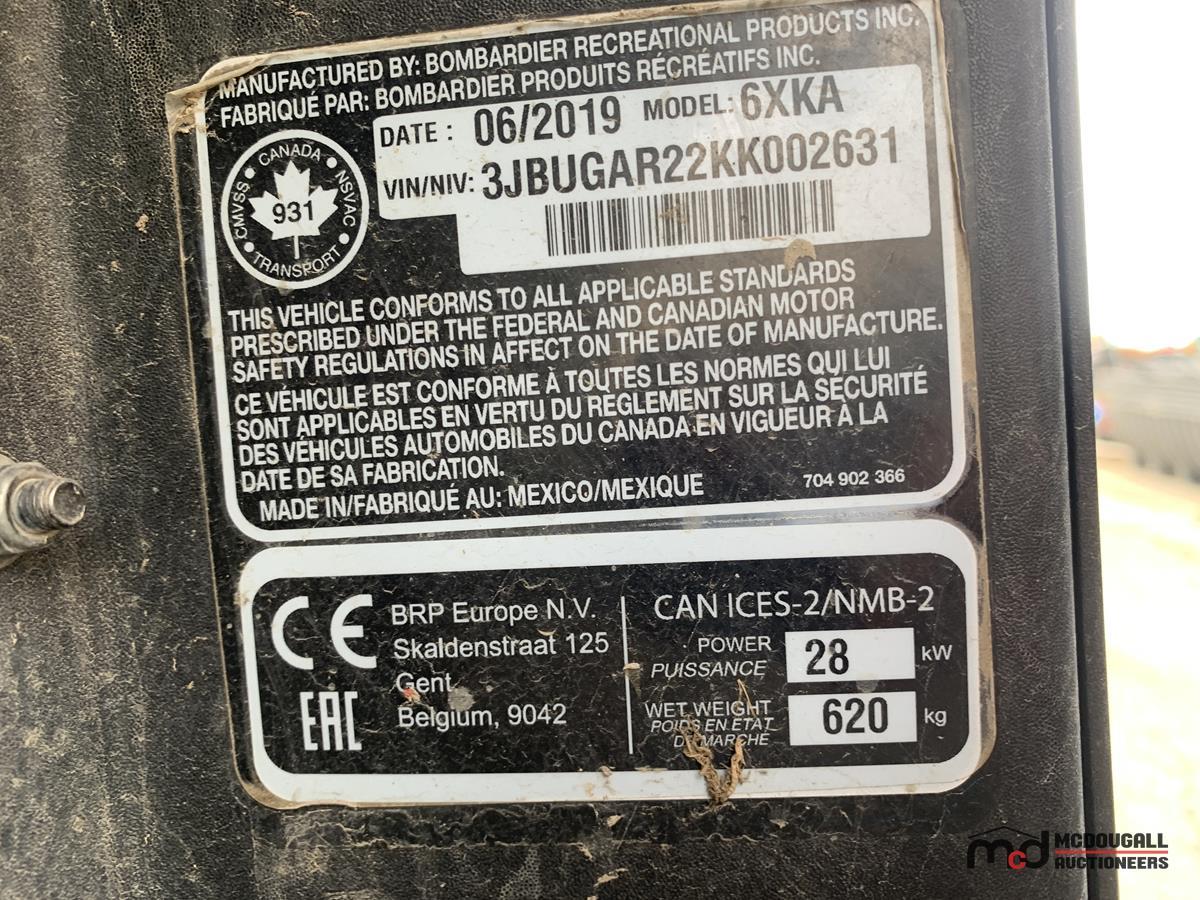 MANUFACTURED BY: BOMBARDIER RECREATIONAL PRODUCTS INC.
FABRIQUÉ PAR: BOMBARDIER PRODUITS RÉCRÉATIFS INC.
DATE : 06/2019 MODEL: 6XKA
VIN/NIV: 3JBUGAR22KK002631
CANADA
CMVSS
NSVAC
931
TRANSPORT
THIS VEHICLE CONFORMS TO ALL APPLICABLE STANDARDS
PRESCRIBED UNDER THE FEDERAL AND CANADIAN MOTOR
SAFETY REGULATIONS IN AFFECT ON THE DATE OF MANUFACTURE.
CE VÉHICULE EST CONFORME À TOUTES LES NORMES QUI LUI
SONT APPLICABLES EN VERTU DU RÈGLEMENT SUR LA SÉCURITÉ
DES VÉHICULES AUTOMOBILES DU CANADA EN VIGUEUR À LA
DATE DE SA FABRICATION.
MADE IN/FABRIQUÉ AU: MEXICO/MEXIQUE
704 902 366
CE
EAC
BRP Europe N.V.
Skaldenstraat 125
Gent
Belgium, 9042
CAN ICES-2/NMB-2
POWER
PUISSANCE
28 kW
WET WEIGHT
POIDS EN ÉTAT
DE MARCHE
620 kg
mcd MCDOUGALL
AUCTIONEERS